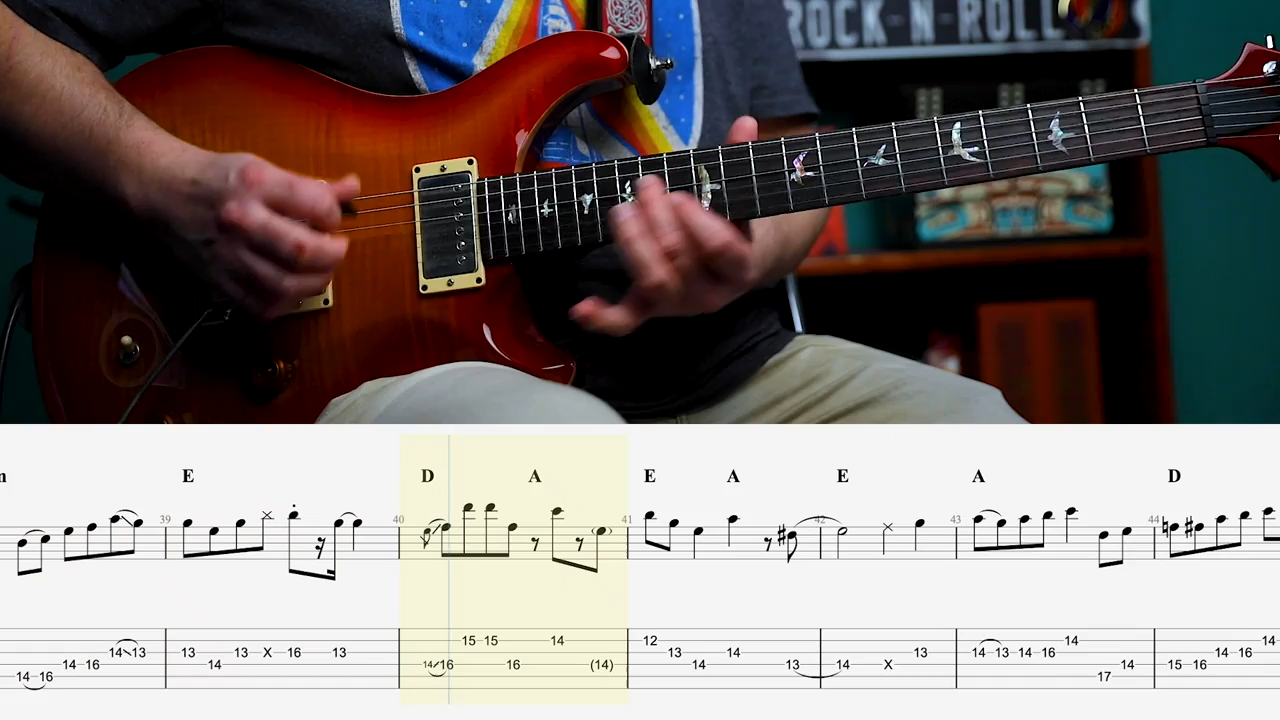 ROCK-N-ROLL
E D A E A E A D
39 40 41 42 43 44
12
15 15 14 14
14 13 13 13 X 16 13 13 14 13 14 13 14 16 14 16
14 16 14 14 16 16 (14) 14 13 14 X 14 15 16
14 16 17